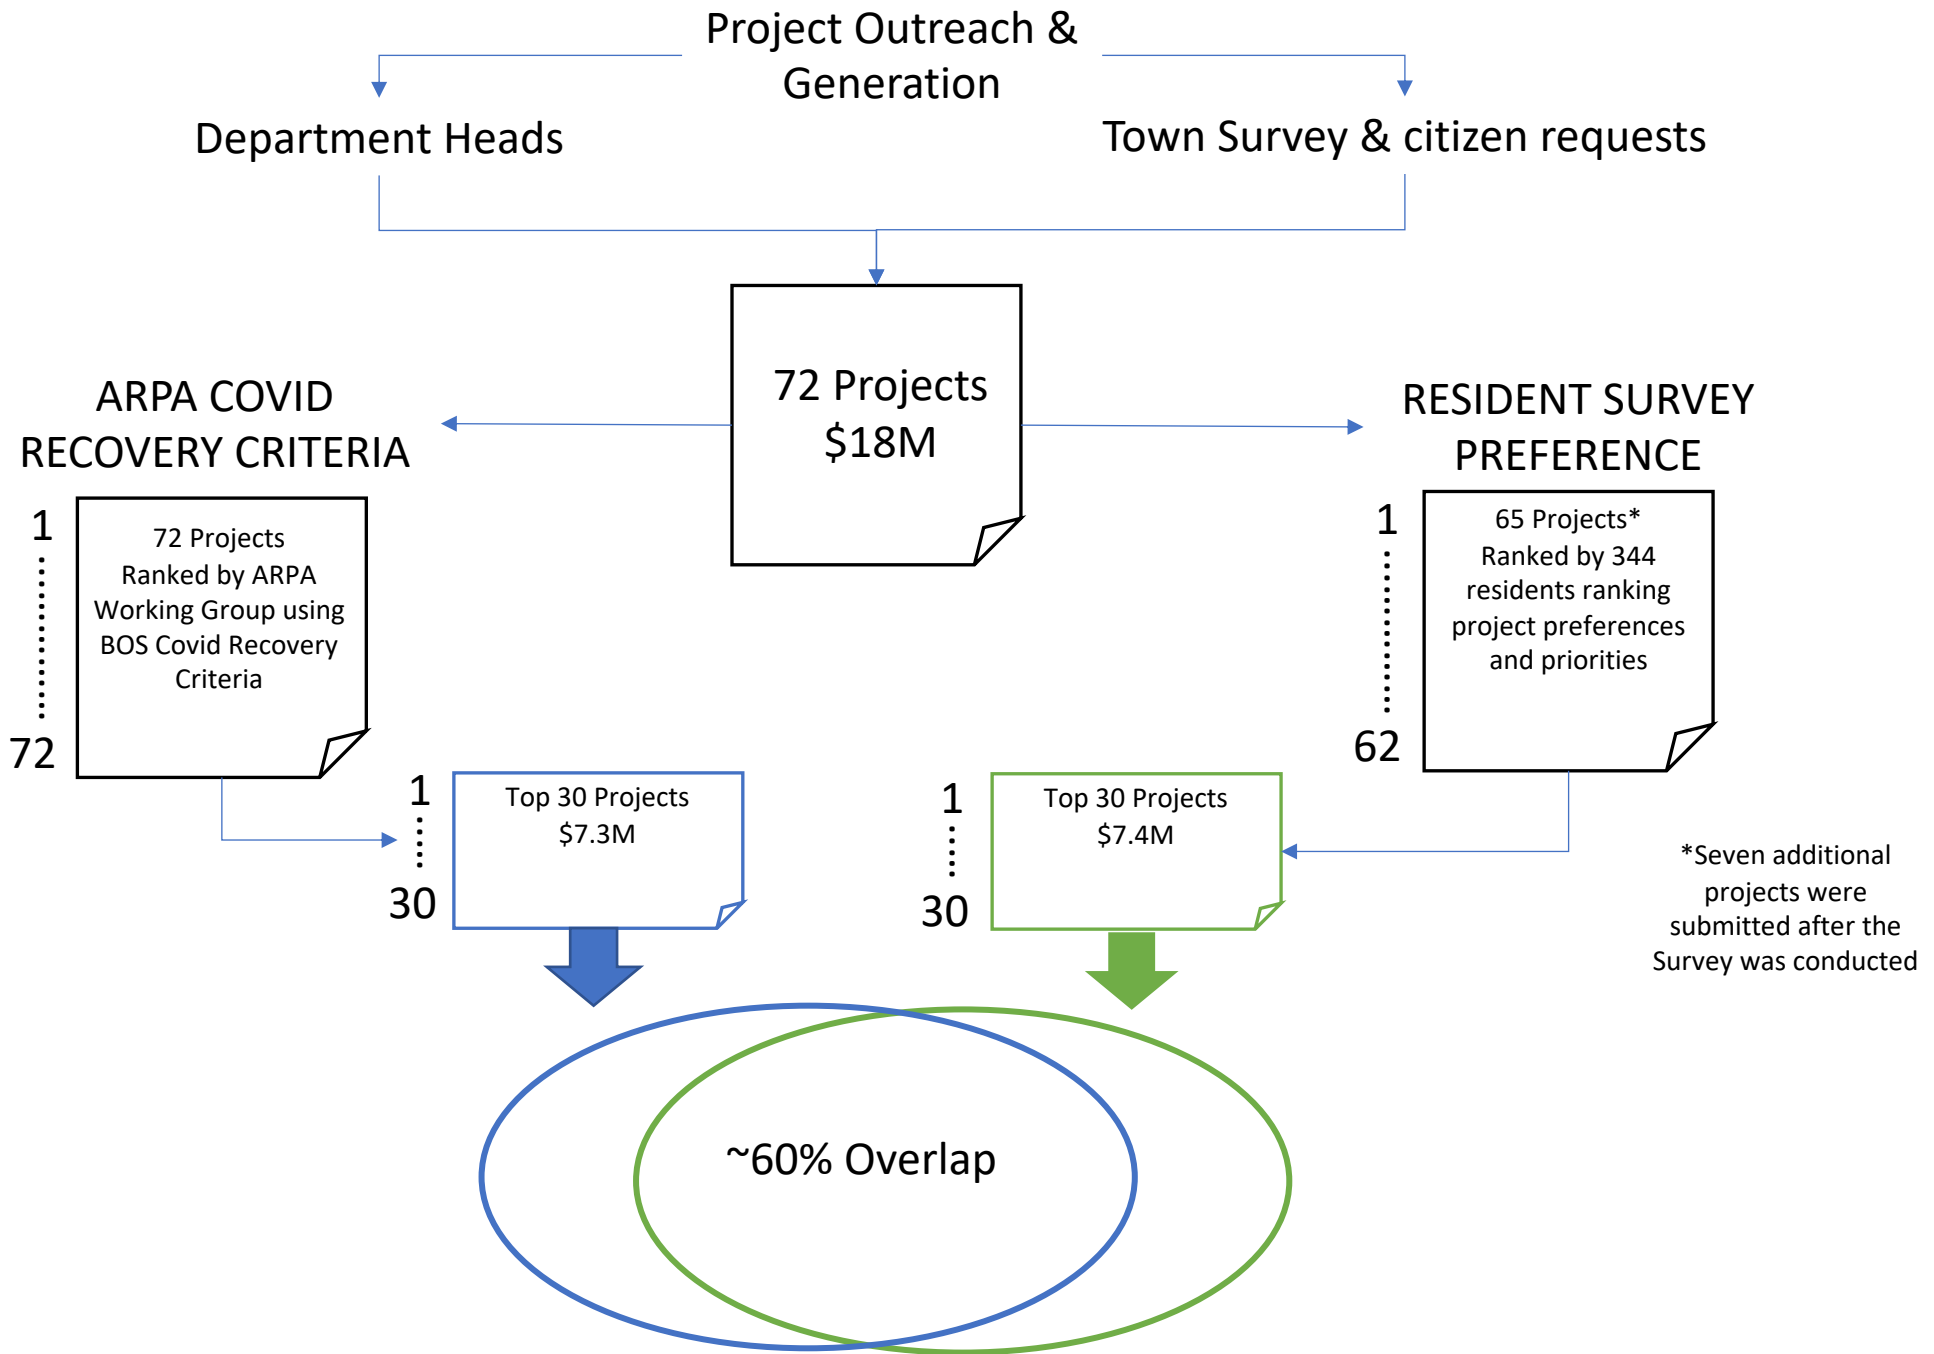 Project Outreach &
Generation
Department Heads
Town Survey & citizen requests
72 Projects
$18M
ARPA COVID
RECOVERY CRITERIA
RESIDENT SURVEY
PREFERENCE
1
72
72 Projects
Ranked by ARPA
Working Group using
BOS Covid Recovery
Criteria
1
62
65 Projects*
Ranked by 344
residents ranking
project preferences
and priorities
1
30
Top 30 Projects
$7.3M
1
30
Top 30 Projects
$7.4M
*Seven additional
projects were
submitted after the
Survey was conducted
~60% Overlap